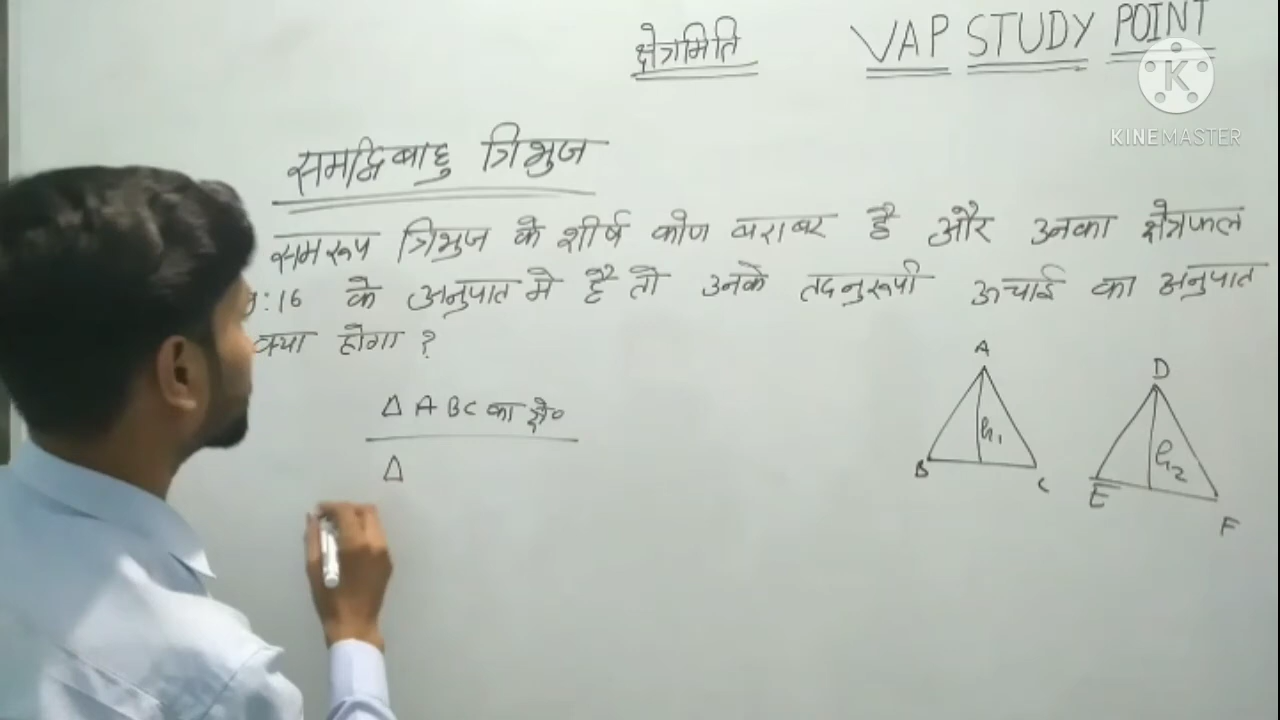 क्षेत्रमिति VAP STUDY POINT
K
KINEMASTER
समद्विबाहु त्रिभुज
समरूप त्रिभुज के शीर्ष कोण बराबर है और उनका क्षेत्रफल
:16 के अनुपात मे है तो उनके तदनुरूपी ऊचाई का अनुपात
क्या होगा ?
Δ ABC का क्षे०
Δ
A
h₁
B
C
D
h₂
E
F